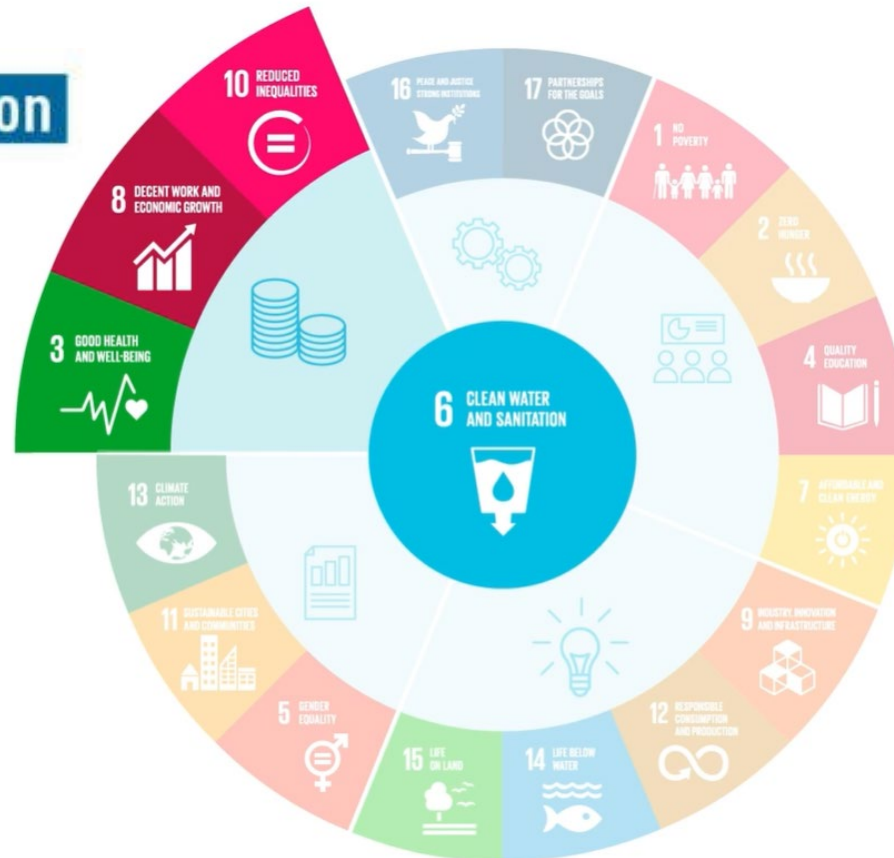 on
10 REDUCED
INEQUALITIES
8 DECENT WORK AND
ECONOMIC GROWTH
3 GOOD HEALTH
AND WELL-BEING
16 PEACE AND JUSTICE
STRONG INSTITUTIONS
17 PARTNERSHIPS
FOR THE GOALS
1 NO
POVERTY
2 ZERO
HUNGER
4 QUALITY
EDUCATION
7 AFFORDABLE AND
CLEAN ENERGY
9 INDUSTRY, INNOVATION
AND INFRASTRUCTURE
12 RESPONSIBLE
CONSUMPTION
AND PRODUCTION
14 LIFE BELOW
WATER
15 LIFE
ON LAND
5 GENDER
EQUALITY
11 SUSTAINABLE CITIES
AND COMMUNITIES
13 CLIMATE
ACTION
6 CLEAN WATER
AND SANITATION